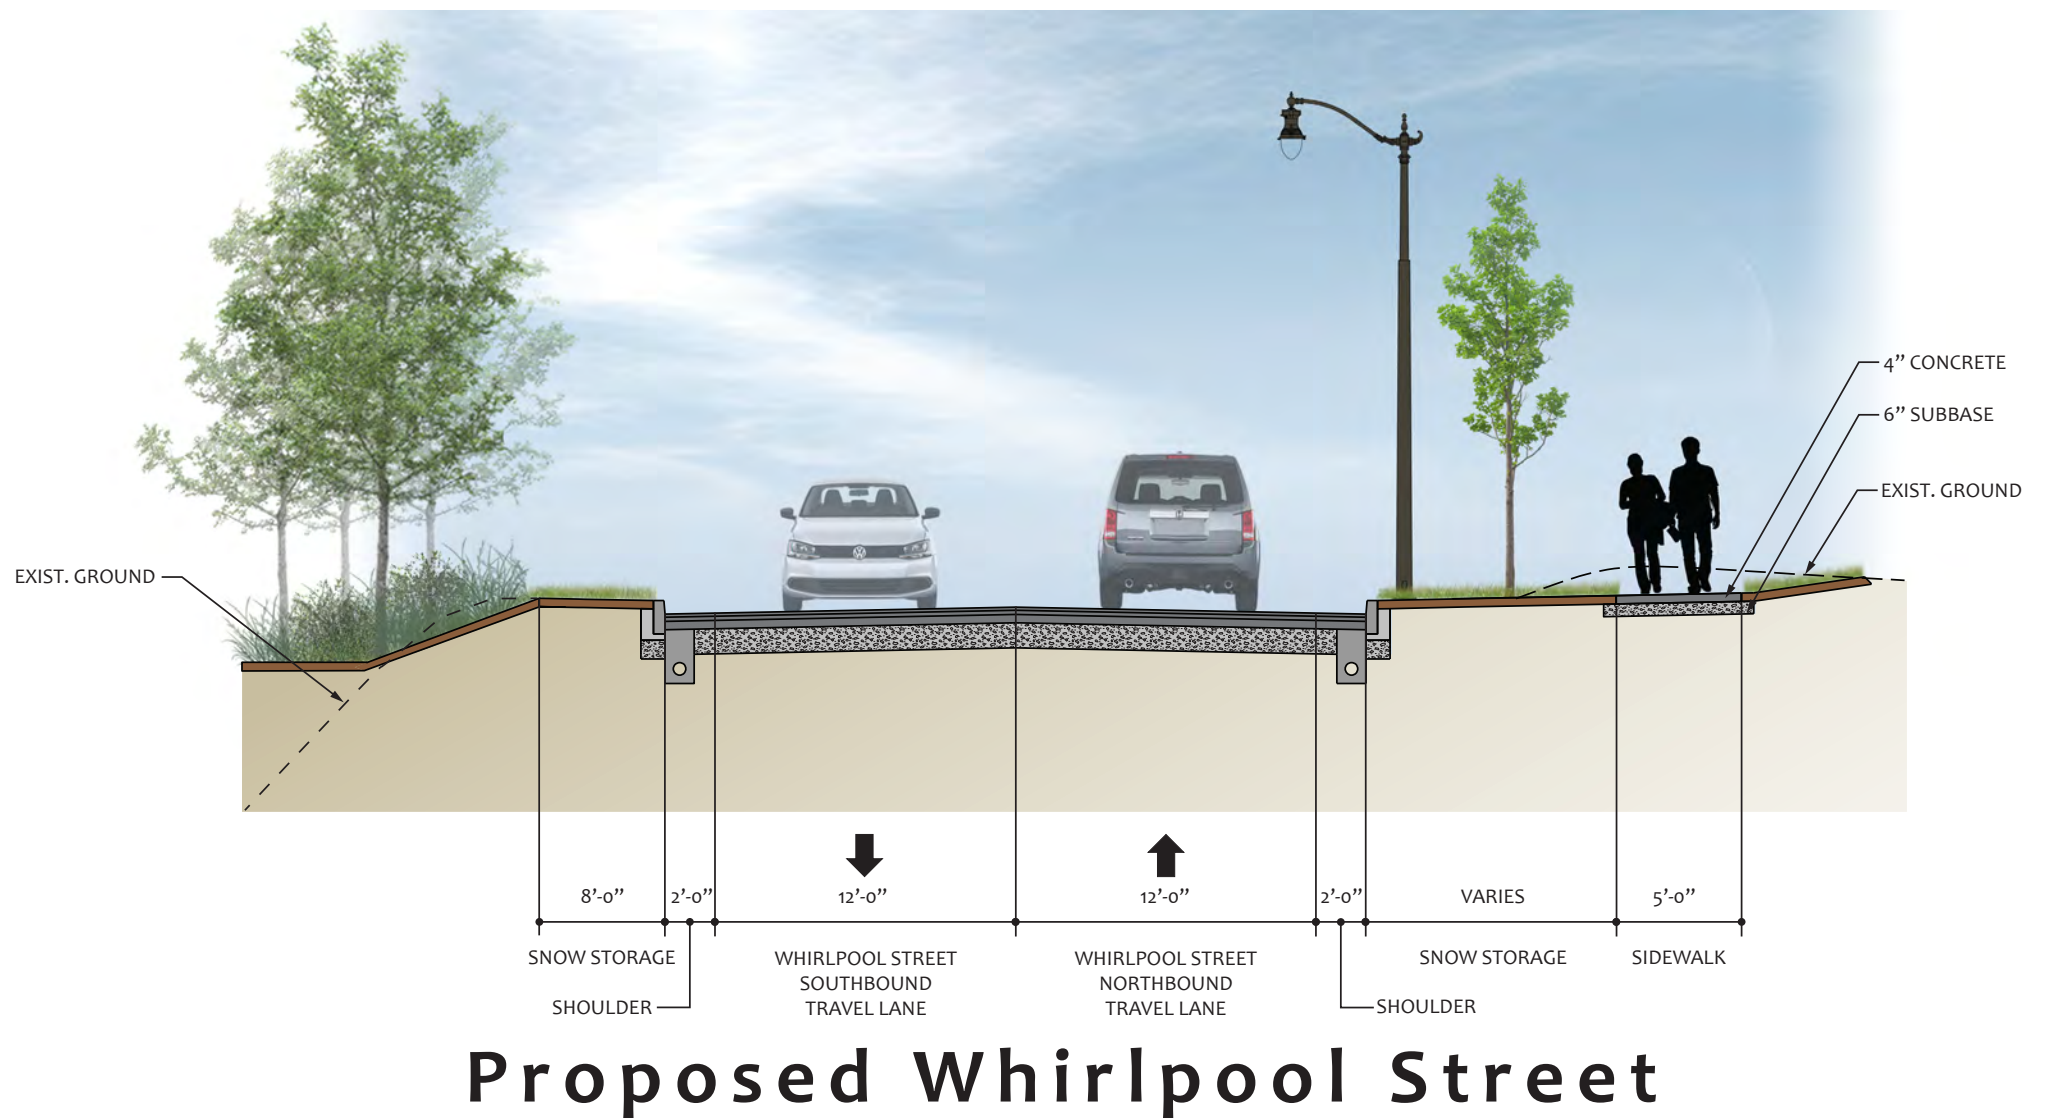 4” CONCRETE
6” SUBBASE
EXIST. GROUND
EXIST. GROUND
8’-0”
2’-0”
12’-0”
12’-0”
2’-0”
VARIES
5’-0”
SNOW STORAGE
SHOULDER
WHIRLPOOL STREET
SOUTHBOUND
TRAVEL LANE
WHIRLPOOL STREET
NORTHBOUND
TRAVEL LANE
SHOULDER
SNOW STORAGE
SIDEWALK
Proposed Whirlpool Street